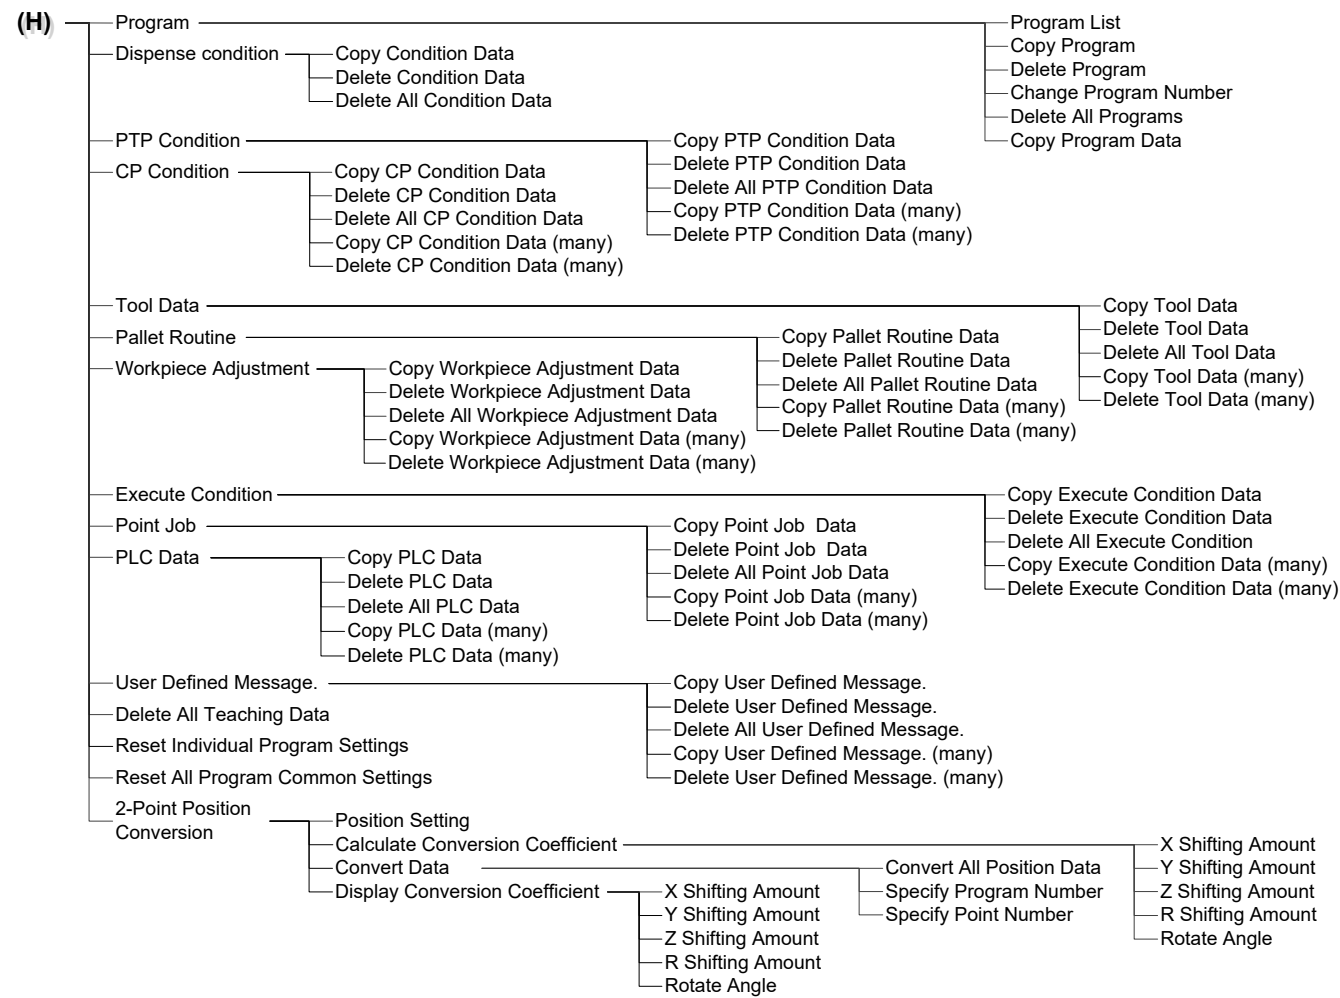 (H)
Program
Program List
Copy Program
Delete Program
Change Program Number
Delete All Programs
Copy Program Data
Dispense condition
Copy Condition Data
Delete Condition Data
Delete All Condition Data
PTP Condition
Copy PTP Condition Data
Delete PTP Condition Data
Delete All PTP Condition Data
Copy PTP Condition Data (many)
Delete PTP Condition Data (many)
CP Condition
Copy CP Condition Data
Delete CP Condition Data
Delete All CP Condition Data
Copy CP Condition Data (many)
Delete CP Condition Data (many)
Tool Data
Copy Tool Data
Delete Tool Data
Delete All Tool Data
Copy Tool Data (many)
Delete Tool Data (many)
Pallet Routine
Copy Pallet Routine Data
Delete Pallet Routine Data
Delete All Pallet Routine Data
Copy Pallet Routine Data (many)
Delete Pallet Routine Data (many)
Workpiece Adjustment
Copy Workpiece Adjustment Data
Delete Workpiece Adjustment Data
Delete All Workpiece Adjustment Data
Copy Workpiece Adjustment Data (many)
Delete Workpiece Adjustment Data (many)
Execute Condition
Copy Execute Condition Data
Delete Execute Condition Data
Delete All Execute Condition
Copy Execute Condition Data (many)
Delete Execute Condition Data (many)
Point Job
Copy Point Job  Data
Delete Point Job  Data
Delete All Point Job Data
Copy Point Job Data (many)
Delete Point Job Data (many)
PLC Data
Copy PLC Data
Delete PLC Data
Delete All PLC Data
Copy PLC Data (many)
Delete PLC Data (many)
User Defined Message.
Copy User Defined Message.
Delete User Defined Message.
Delete All User Defined Message.
Copy User Defined Message. (many)
Delete User Defined Message. (many)
Delete All Teaching Data
Reset Individual Program Settings
Reset All Program Common Settings
2-Point Position
Conversion
Position Setting
Calculate Conversion Coefficient
X Shifting Amount
Y Shifting Amount
Z Shifting Amount
R Shifting Amount
Rotate Angle
Convert Data
Convert All Position Data
Specify Program Number
Specify Point Number
Display Conversion Coefficient
X Shifting Amount
Y Shifting Amount
Z Shifting Amount
R Shifting Amount
Rotate Angle